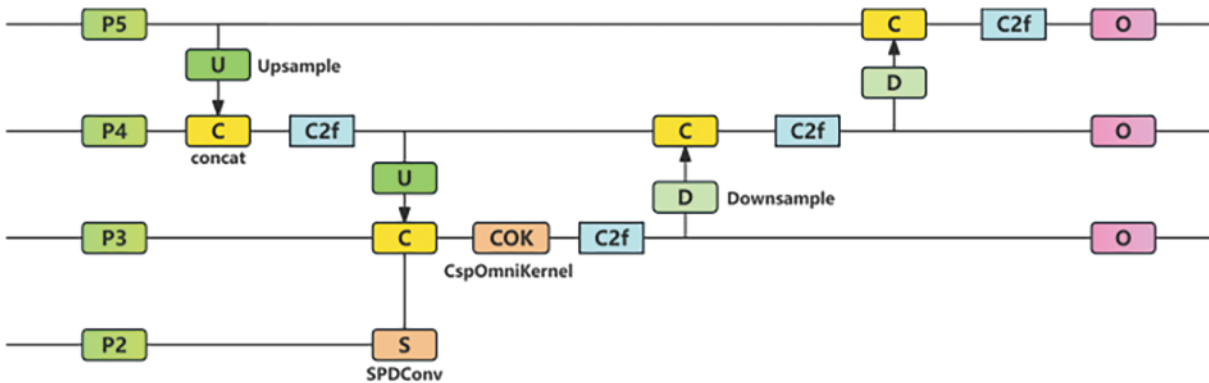 P5 C C2f O
U Upsample
D
P4 C C2f C C2f O
concat
U
D Downsample
P3 C COK C2f O
CspOmniKernel
P2 S
SPDConv